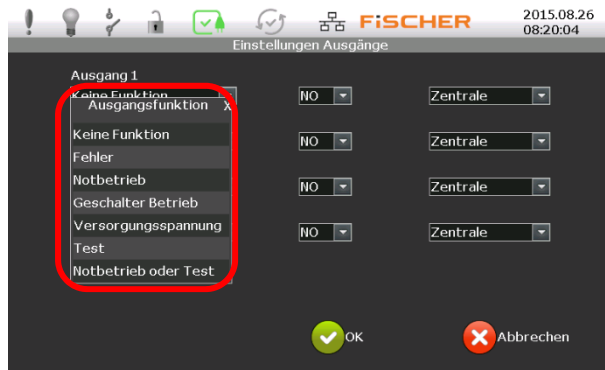 FiSCHER
2015.08.26
08:20:04
Einstellungen Ausgänge
Ausgang 1
Keine Funktion
NO
Zentrale
Ausgangsfunktion X
Keine Funktion
NO
Zentrale
Fehler
Notbetrieb
NO
Zentrale
Geschalter Betrieb
Versorgungsspannung
NO
Zentrale
Test
Notbetrieb oder Test
OK
Abbrechen